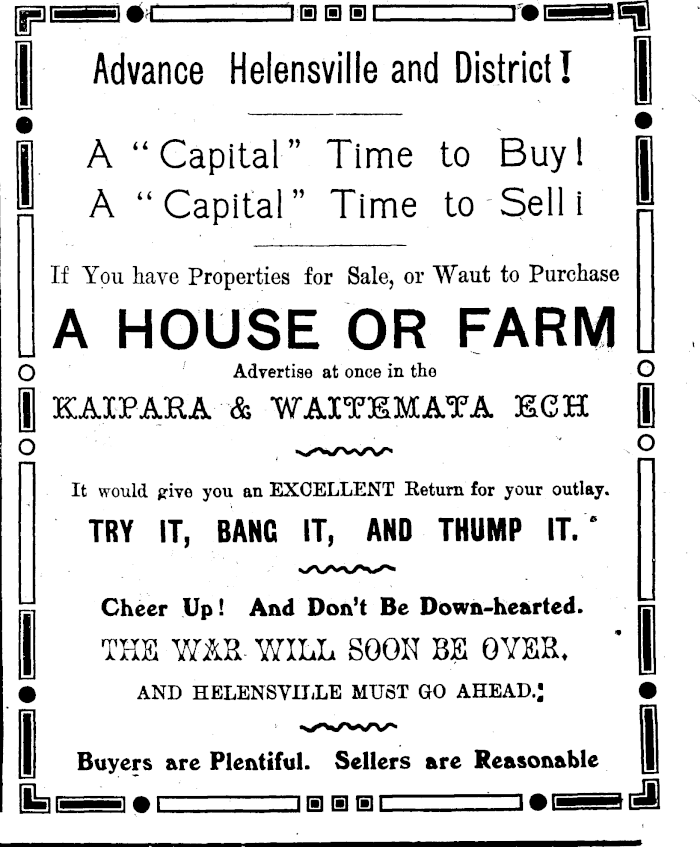 Advance Helensville and District!
A "Capital" Time to Buy!
A "Capital" Time to Sell i
If You have Properties for Sale, or Waut to Purchase
A HOUSE OR FARM
Advertise at once in the
KAIPARA & WAITEMATA ECH
It would give you an EXCELLENT Return for your outlay.
TRY IT, BANG IT, AND THUMP IT.
Cheer Up! And Don't Be Down-hearted.
THE WAR WILL SOON BE OVER,
AND HELENSVILLE MUST GO AHEAD.
Buyers are Plentiful. Sellers are Reasonable